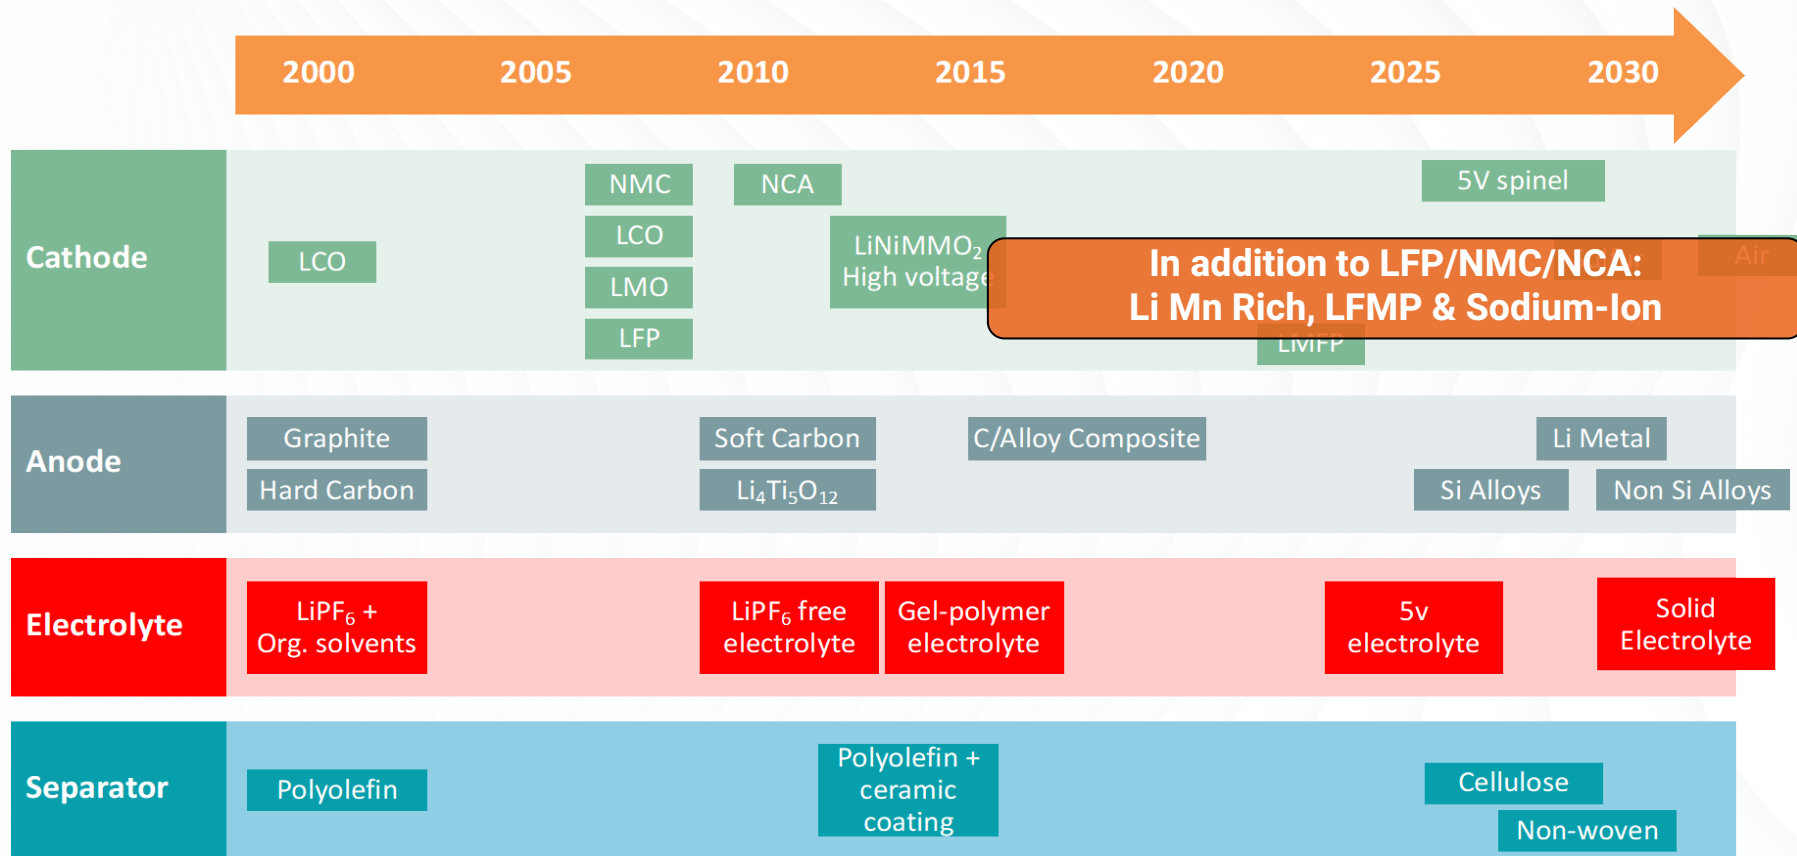 2000 2005 2010 2015 2020 2025 2030
Cathode
LCO
NMC
LCO
LMO
LFP
NCA
LiNiMMO₂
High voltage
5V spinel
Air
In addition to LFP/NMC/NCA:
Li Mn Rich, LFMP & Sodium-Ion
LMFP
Anode
Graphite
Hard Carbon
Soft Carbon
Li₄Ti₅O₁₂
C/Alloy Composite
Li Metal
Si Alloys
Non Si Alloys
Electrolyte
LiPF₆ +
Org. solvents
LiPF₆ free
electrolyte
Gel-polymer
electrolyte
5v
electrolyte
Solid
Electrolyte
Separator
Polyolefin
Polyolefin +
ceramic
coating
Cellulose
Non-woven